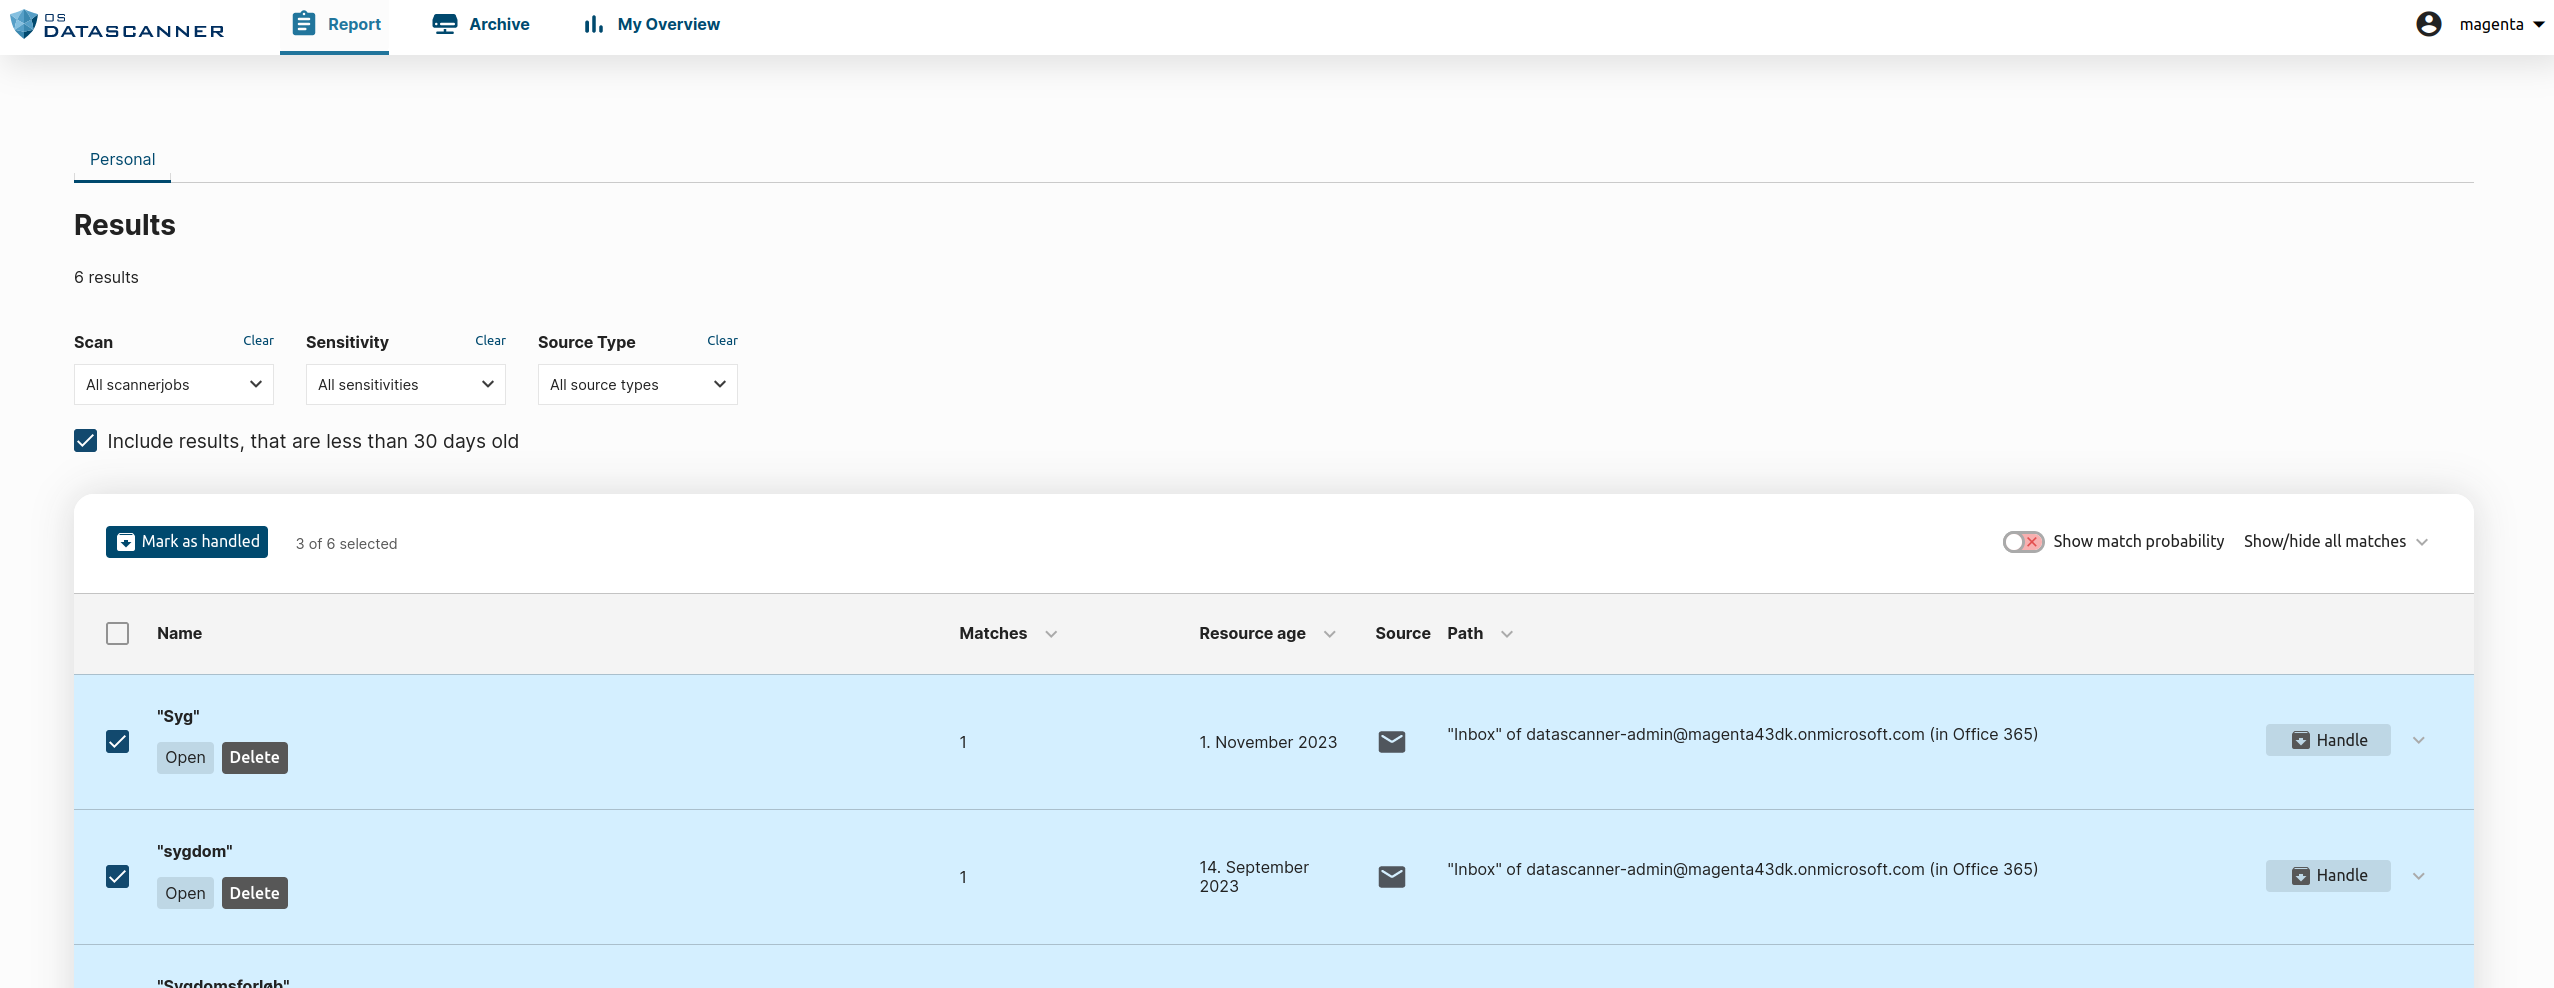 OS
DATASCANNER
Report
Archive
My Overview
magenta
Personal
Results
6 results
Scan Clear
Sensitivity Clear
Source Type Clear
All scannerjobs
All sensitivities
All source types
Include results, that are less than 30 days old
Mark as handled
3 of 6 selected
Show match probability
Show/hide all matches
Name Matches Resource age Source Path
"Syg"
Open Delete
1
1. November 2023
"Inbox" of datascanner-admin@magenta43dk.onmicrosoft.com (in Office 365)
Handle
"sygdom"
Open Delete
1
14. September
2023
"Inbox" of datascanner-admin@magenta43dk.onmicrosoft.com (in Office 365)
Handle
"Sygdomsforløb"